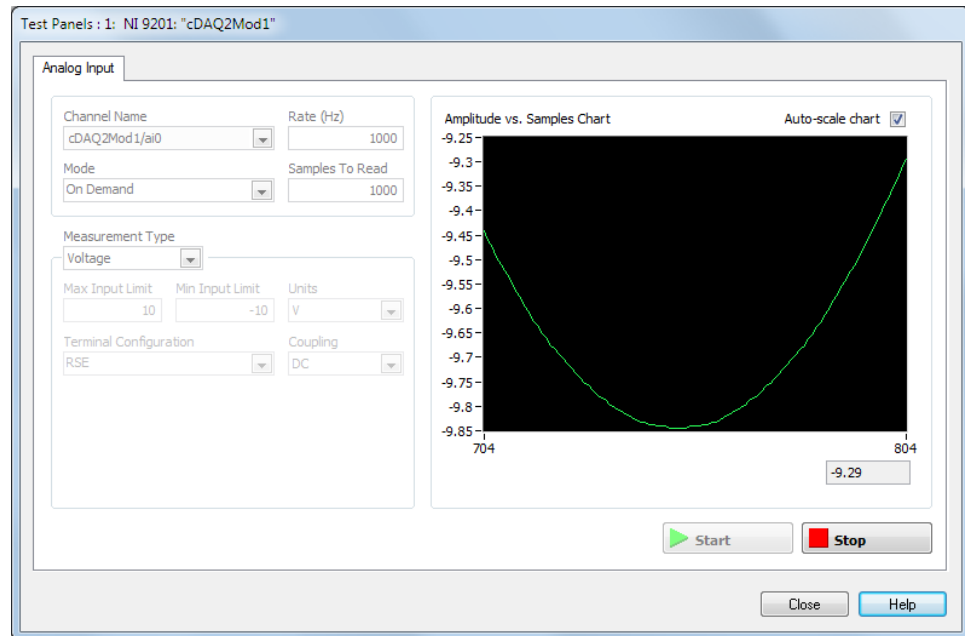 Test Panels : 1: NI 9201: "cDAQ2Mod1"
Analog Input
Channel Name
Rate (Hz)
cDAQ2Mod1/ai0
1000
Mode
Samples To Read
On Demand
1000
Measurement Type
Voltage
Max Input Limit
Min Input Limit
Units
10
-10
V
Terminal Configuration
Coupling
RSE
DC
Amplitude vs. Samples Chart
Auto-scale chart
-9.25
-9.3
-9.35
-9.4
-9.45
-9.5
-9.55
-9.6
-9.65
-9.7
-9.75
-9.8
-9.85
704
804
-9.29
Start
Stop
Close
Help